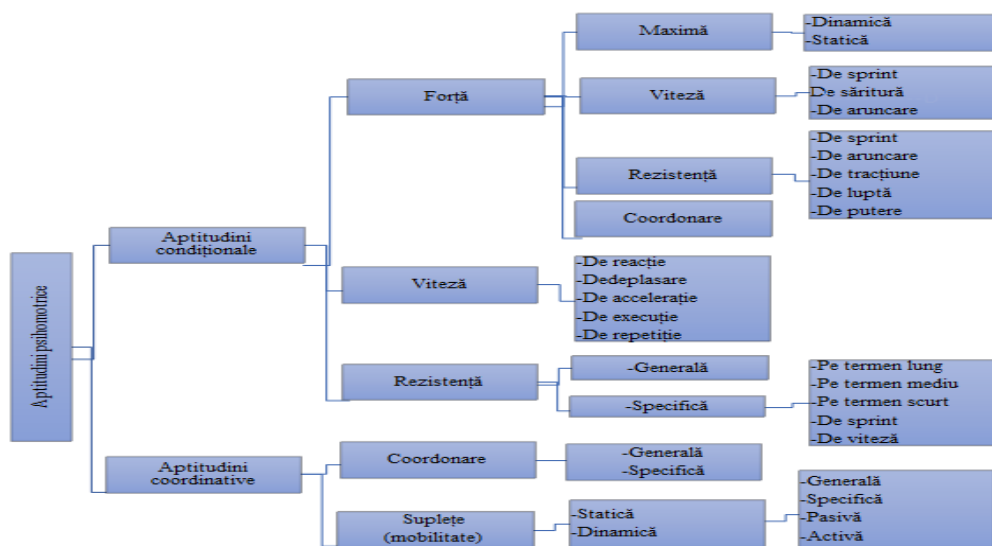 Aptitudini psihomotrice
Aptitudini
condiționale
Forță
Maximă
-Dinamică
-Statică
Viteză
-De sprint
De săritură
-De aruncare
Rezistență
-De sprint
-De aruncare
-De tracțiune
-De luptă
-De putere
Coordonare
Viteză
-De reacție
-Dedeplasare
-De accelerație
-De execuție
-De repetiție
Rezistență
-Generală
-Specifică
-Pe termen lung
-Pe termen mediu
-Pe termen scurt
-De sprint
-De viteză
Aptitudini
coordinative
Coordonare
-Generală
-Specifică
Suplețe
(mobilitate)
-Statică
-Dinamică
-Generală
-Specifică
-Pasivă
-Activă